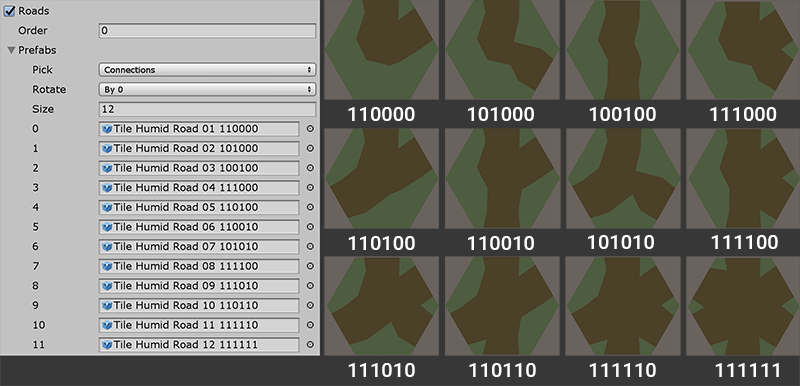 Roads
Order 0
Prefabs
Pick Connections
Rotate By 0
Size 12
0 Tile Humid Road 01 110000
1 Tile Humid Road 02 101000
2 Tile Humid Road 03 100100
3 Tile Humid Road 04 111000
4 Tile Humid Road 05 110100
5 Tile Humid Road 06 110010
6 Tile Humid Road 07 101010
7 Tile Humid Road 08 111100
8 Tile Humid Road 09 111010
9 Tile Humid Road 10 110110
10 Tile Humid Road 11 111110
11 Tile Humid Road 12 111111
110000 101000 100100 111000
110100 110010 101010 111100
111010 110110 111110 111111